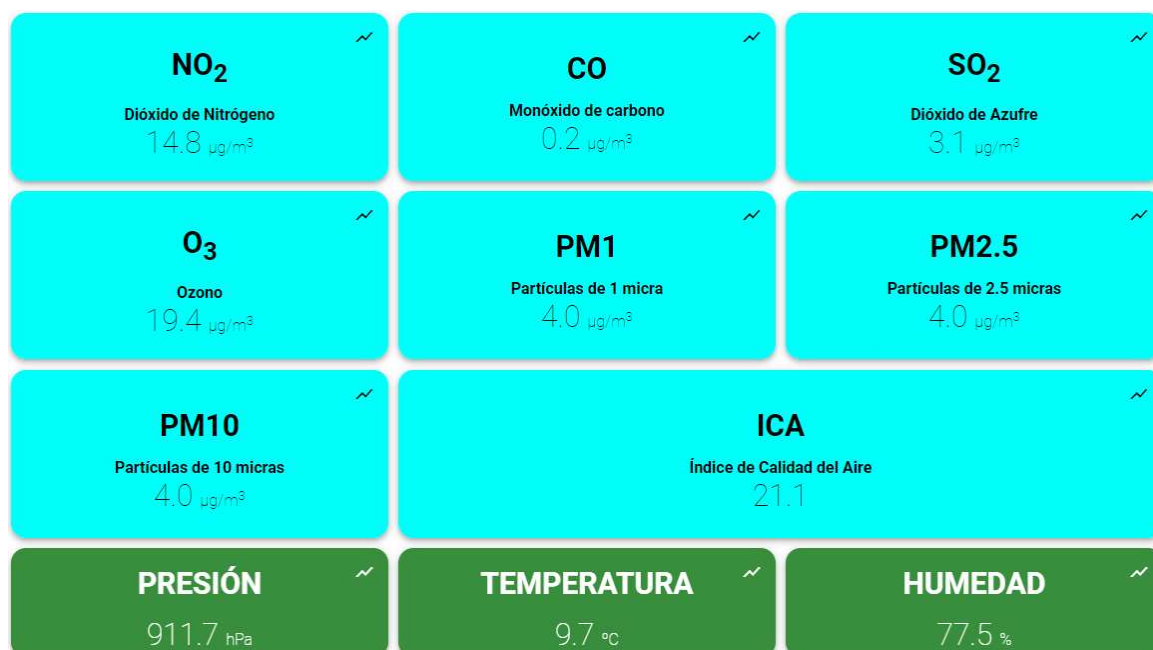 NO₂
Dióxido de Nitrógeno
14.8 µg/m³
CO
Monóxido de carbono
0.2 µg/m³
SO₂
Dióxido de Azufre
3.1 µg/m³
O₃
Ozono
19.4 µg/m³
PM1
Partículas de 1 micra
4.0 µg/m³
PM2.5
Partículas de 2.5 micras
4.0 µg/m³
PM10
Partículas de 10 micras
4.0 µg/m³
ICA
Índice de Calidad del Aire
21.1
PRESIÓN
911.7 hPa
TEMPERATURA
9.7 ºC
HUMEDAD
77.5 %